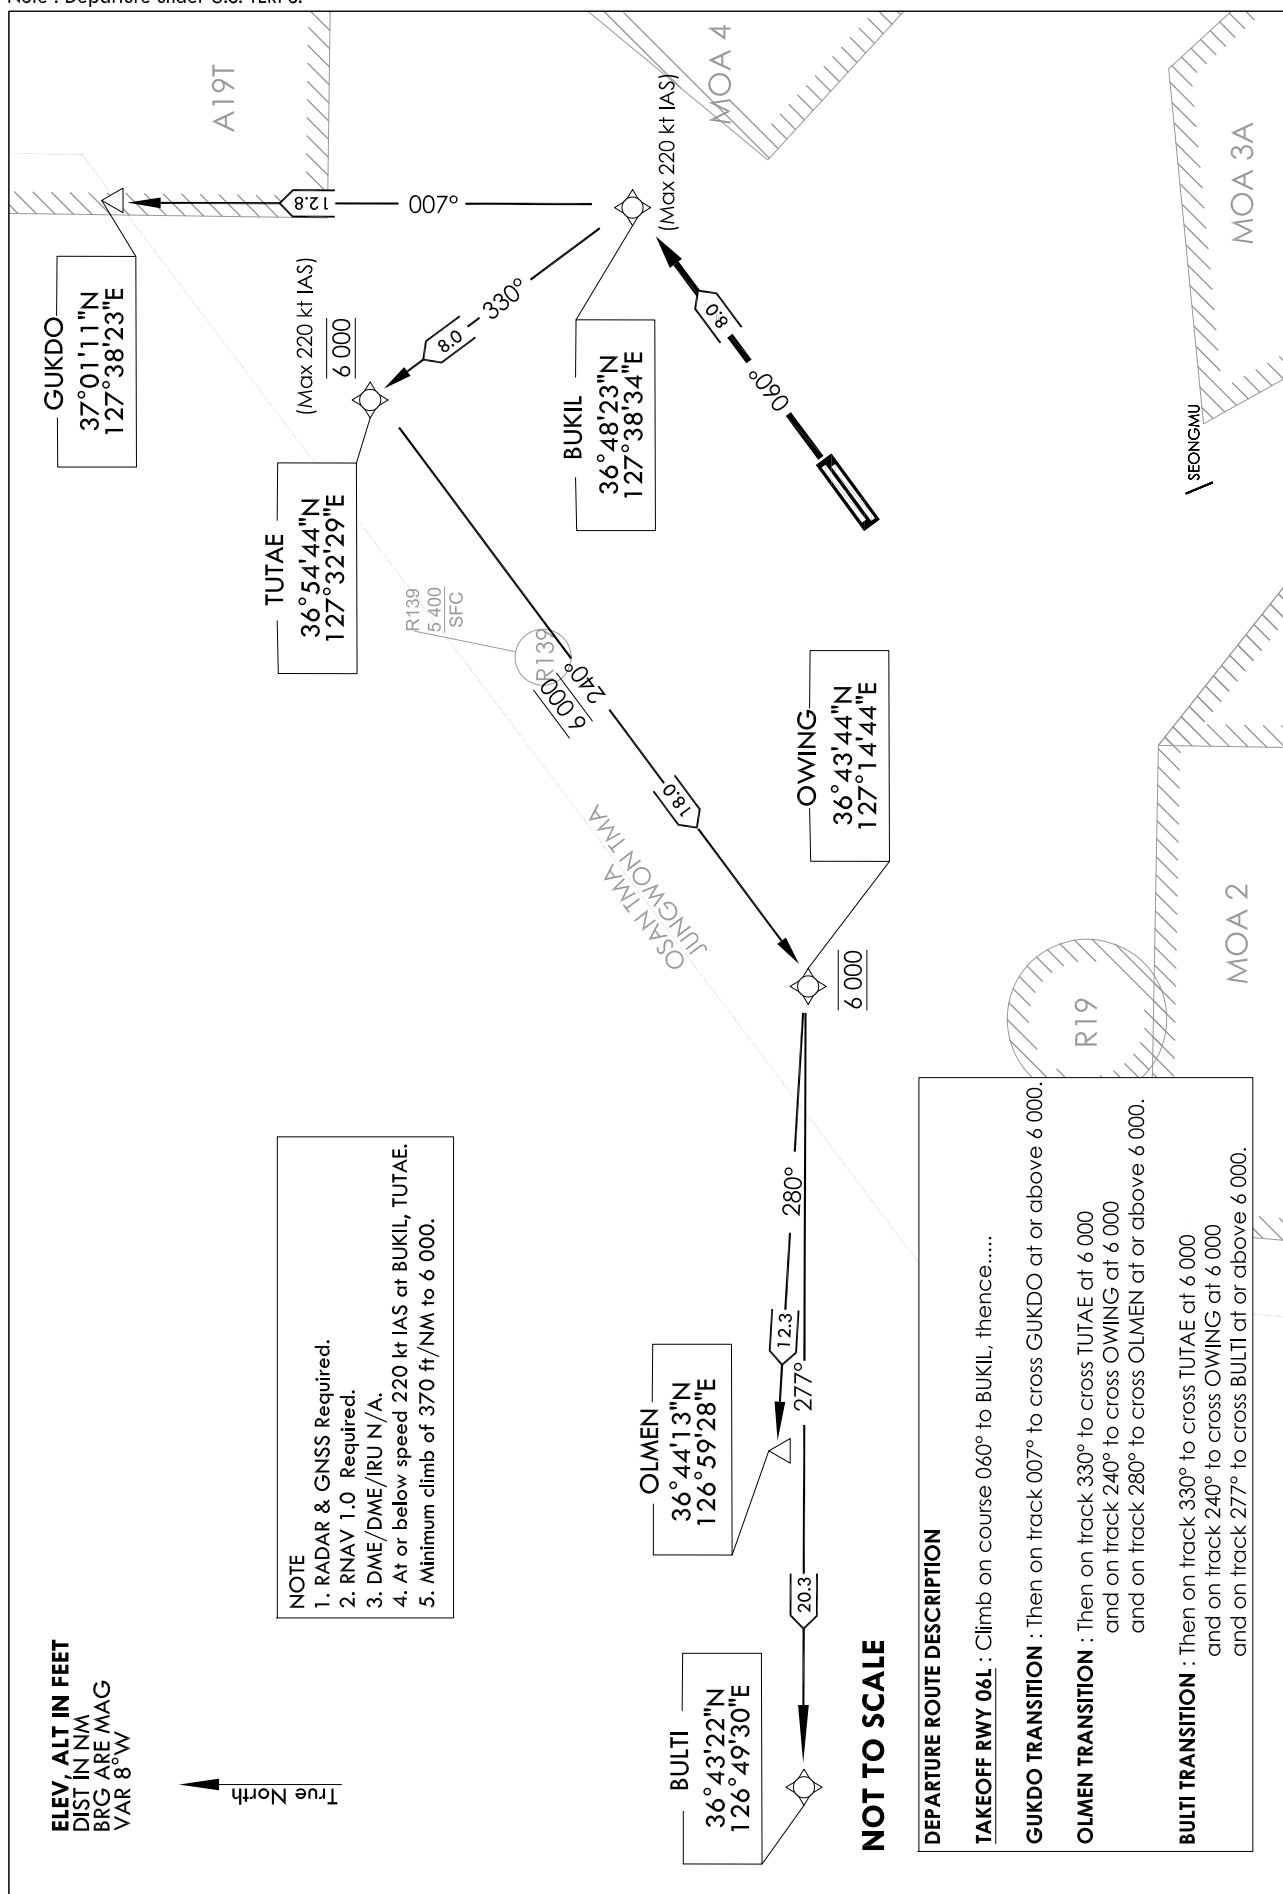 Note : Departure under U.S. TERPS.
ELEV, ALT IN FEET
DIST IN NM
BRG ARE MAG
VAR 8°W
True North
NOTE
1. RADAR & GNSS Required.
2. RNAV 1.0 Required.
3. DME/DME/IRU N/A.
4. At or below speed 220 kt IAS at BUKIL, TUTAE.
5. Minimum climb of 370 ft/NM to 6 000.
GUKDO
37°01'11"N
127°38'23"E
A19T
12.8
007°
(Max 220 kt IAS)
6 000
TUTAE
36°54'44"N
127°32'29"E
8.0
330°
BUKIL
36°48'23"N
127°38'34"E
(Max 220 kt IAS)
MOA 4
8.0
060°
R139
5 400
SFC
R139
6 000
240°
18.0
OSAN TMA
JUNGWON TMA
OWING
36°43'44"N
127°14'44"E
6 000
280°
12.3
277°
OLMEN
36°44'13"N
126°59'28"E
20.3
BULTI
36°43'22"N
126°49'30"E
MOA 3A
SEONGMU
MOA 2
R19
NOT TO SCALE
DEPARTURE ROUTE DESCRIPTION
TAKEOFF RWY 06L : Climb on course 060° to BUKIL, thence.....
GUKDO TRANSITION : Then on track 007° to cross GUKDO at or above 6 000.
OLMEN TRANSITION : Then on track 330° to cross TUTAE at 6 000
and on track 240° to cross OWING at 6 000
and on track 280° to cross OLMEN at or above 6 000.
BULTI TRANSITION : Then on track 330° to cross TUTAE at 6 000
and on track 240° to cross OWING at 6 000
and on track 277° to cross BULTI at or above 6 000.